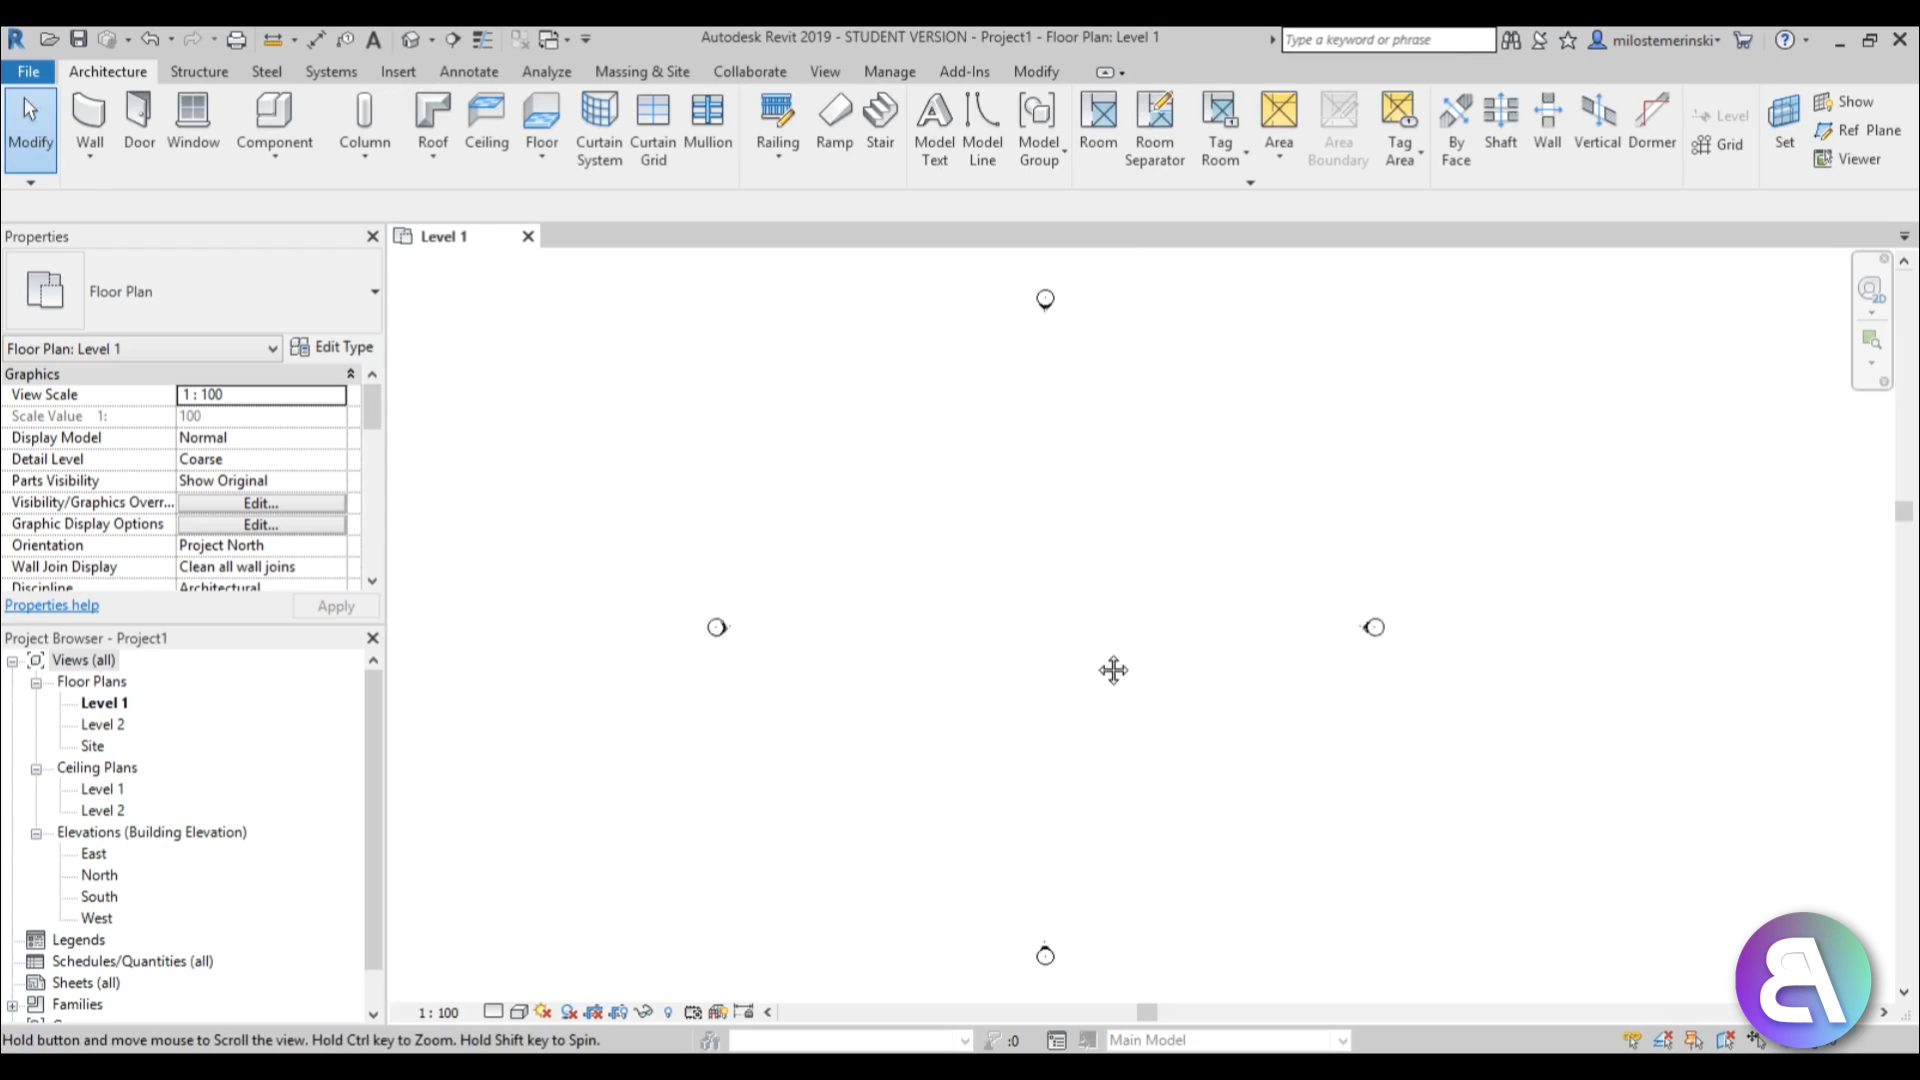 Autodesk Revit 2019 - STUDENT VERSION - Project1 - Floor Plan: Level 1
Type a keyword or phrase
milostemerinski
File Architecture Structure Steel Systems Insert Annotate Analyze Massing & Site Collaborate View Manage Add-Ins Modify
Modify Wall Door Window Component Column Roof Ceiling Floor Curtain System Curtain Grid Mullion Railing Ramp Stair Model Text Model Line Model Group Room Room Separator Tag Room Area Area Boundary Tag Area By Face Shaft Wall Vertical Dormer Level Grid Set Show Ref Plane Viewer
Properties
Level 1
Floor Plan
2D
Floor Plan: Level 1
Edit Type
Graphics
View Scale 1 : 100
Scale Value 1: 100
Display Model Normal
Detail Level Coarse
Parts Visibility Show Original
Visibility/Graphics Overr... Edit...
Graphic Display Options Edit...
Orientation Project North
Wall Join Display Clean all wall joins
Discipline Architectural
Properties help
Apply
Project Browser - Project1
Views (all)
Floor Plans
Level 1
Level 2
Site
Ceiling Plans
Level 1
Level 2
Elevations (Building Elevation)
East
North
South
West
Legends
Schedules/Quantities (all)
Sheets (all)
Families
1 : 100
Hold button and move mouse to Scroll the view. Hold Ctrl key to Zoom. Hold Shift key to Spin.
:0
Main Model